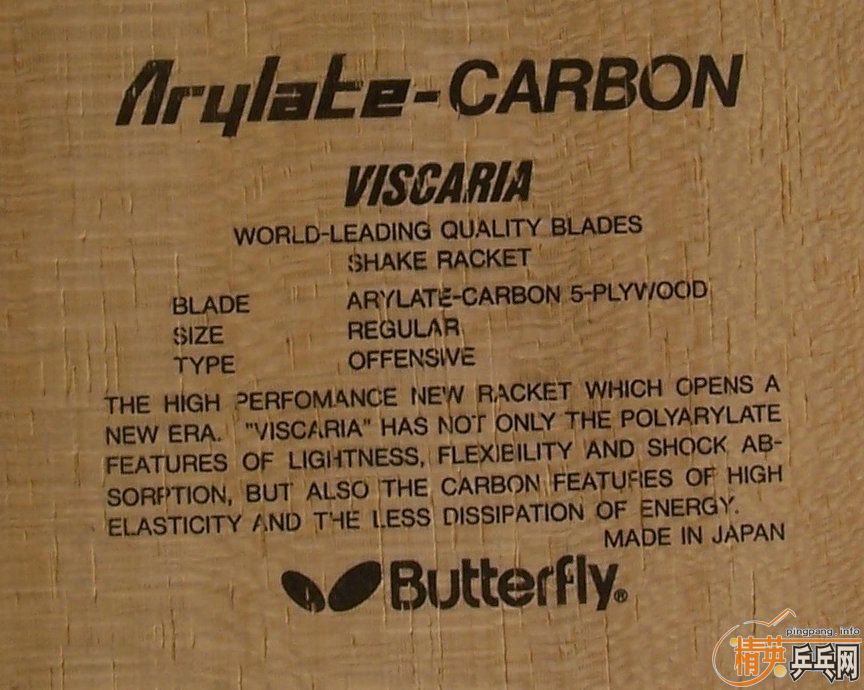 Arylate-CARBON
VISCARIA
WORLD-LEADING QUALITY BLADES
SHAKE RACKET
BLADE ARYLATE-CARBON 5-PLYWOOD
SIZE REGULAR
TYPE OFFENSIVE
THE HIGH PERFOMANCE NEW RACKET WHICH OPENS A
NEW ERA. "VISCARIA" HAS NOT ONLY THE POLYARYLATE
FEATURES OF LIGHTNESS, FLEXIBILITY AND SHOCK AB-
SORPTION, BUT ALSO THE CARBON FEATURES OF HIGH
ELASTICITY AND THE LESS DISSIPATION OF ENERGY.
MADE IN JAPAN
Butterfly®
pingpang.info
精英乒乓网